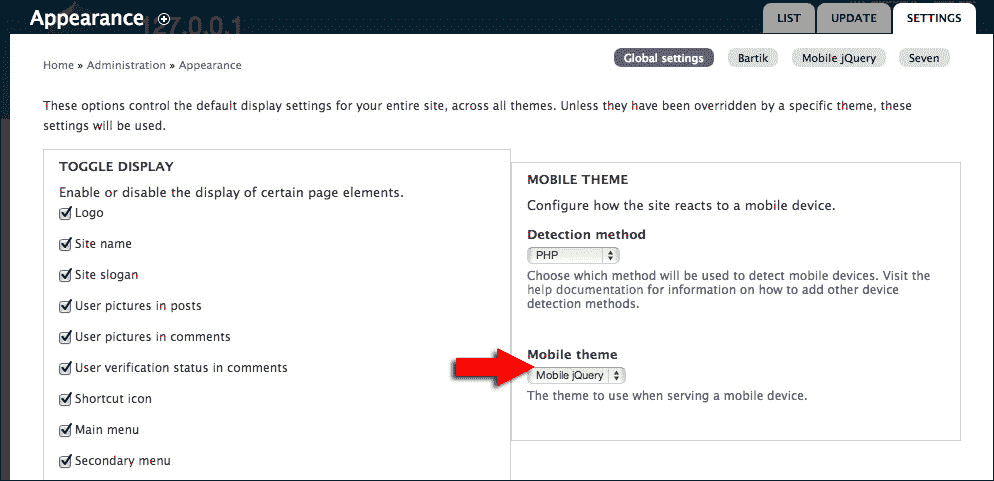 Appearance
127.0.0.1
LIST
UPDATE
SETTINGS
Home » Administration » Appearance
Global settings
Bartik
Mobile jQuery
Seven
These options control the default display settings for your entire site, across all themes. Unless they have been overridden by a specific theme, these
settings will be used.
TOGGLE DISPLAY
Enable or disable the display of certain page elements.
Logo
Site name
Site slogan
User pictures in posts
User pictures in comments
User verification status in comments
Shortcut icon
Main menu
Secondary menu
MOBILE THEME
Configure how the site reacts to a mobile device.
Detection method
PHP
Choose which method will be used to detect mobile devices. Visit the
help documentation for information on how to add other device
detection methods.
Mobile theme
Mobile jQuery
The theme to use when serving a mobile device.